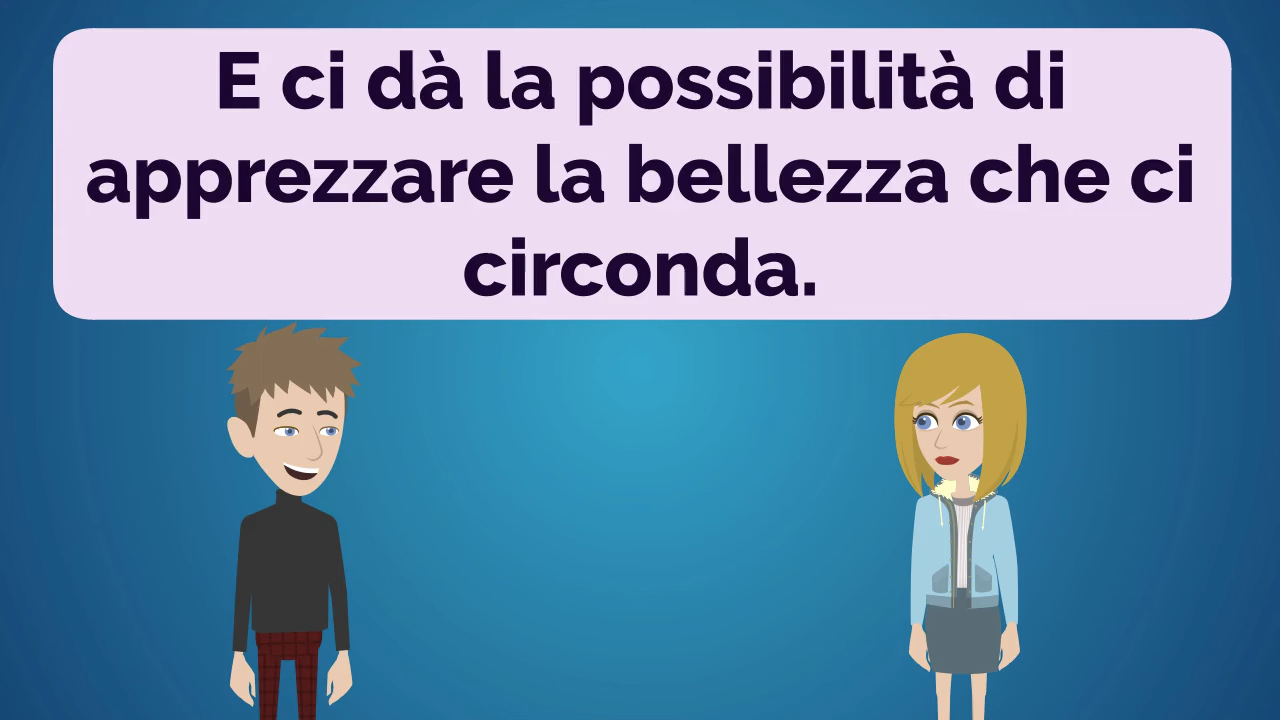 E ci dà la possibilità di
apprezzare la bellezza che ci
circonda.